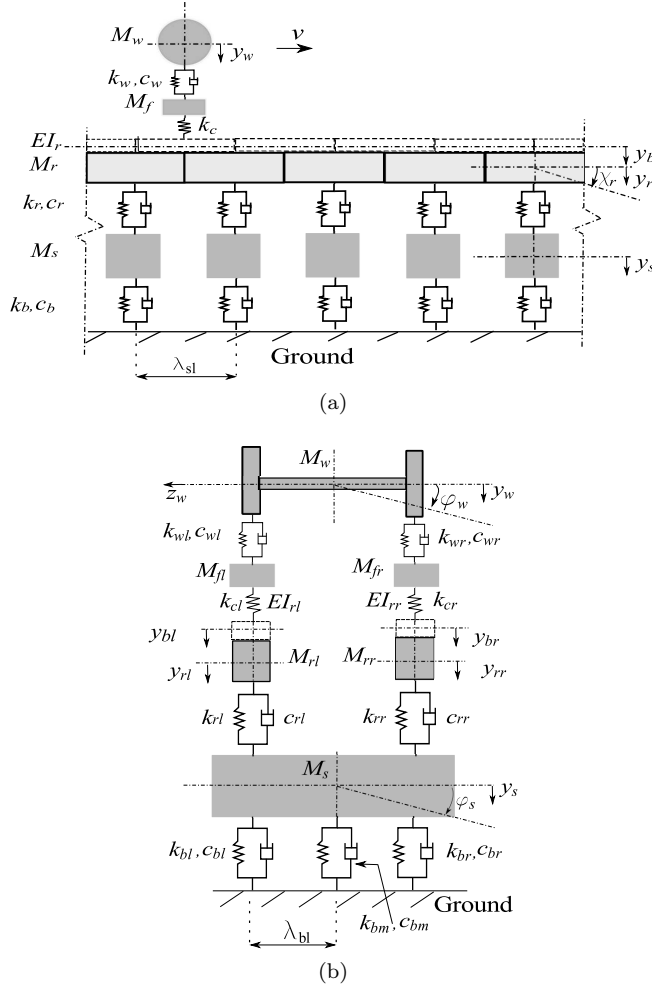 M_w
y_w
v
k_w, c_w
M_f
k_c
EI_r
y_b
M_r
χ_r
y_r
k_r, c_r
M_s
y_s
k_b, c_b
Ground
λ_sl
(a)
M_w
z_w
y_w
φ_w
k_wl, c_wl
k_wr, c_wr
M_fl
M_fr
k_cl
EI_rl
EI_rr
k_cr
y_bl
y_br
M_rl
M_rr
y_rl
y_rr
k_rl
c_rl
k_rr
c_rr
M_s
y_s
φ_s
k_bl, c_bl
k_br, c_br
Ground
k_bm, c_bm
λ_bl
(b)